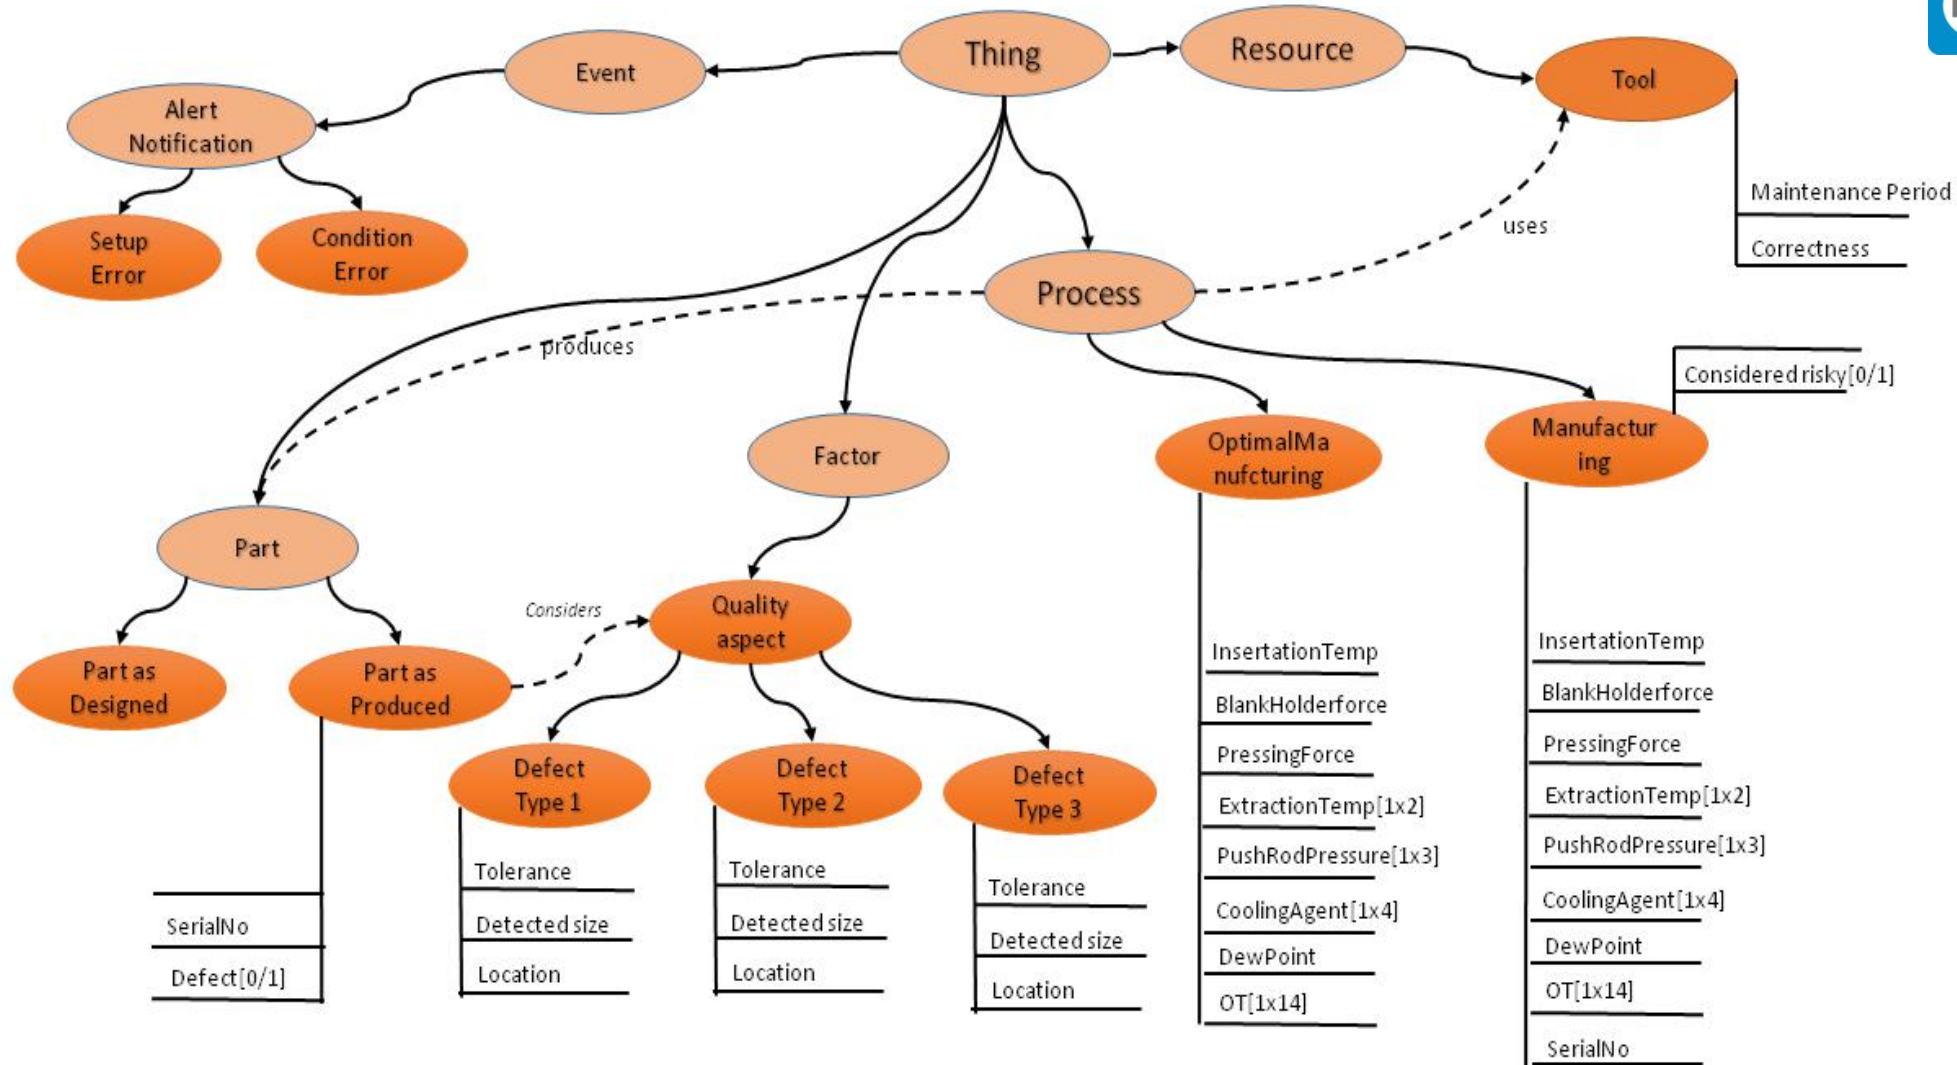 Thing
Resource
Event
Tool
Alert
Notification
Maintenance Period
uses
Correctness
Setup
Error
Condition
Error
Process
produces
Considered risky[0/1]
Factor
OptimalMa
nufcturing
Manufactur
ing
Part
Considers
Quality
aspect
Part as
Designed
Part as
Produced
Defect
Type 1
Defect
Type 2
Defect
Type 3
SerialNo
Defect[0/1]
Tolerance
Detected size
Location
Tolerance
Detected size
Location
Tolerance
Detected size
Location
InsertationTemp
BlankHolderforce
PressingForce
ExtractionTemp[1x2]
PushRodPressure[1x3]
CoolingAgent[1x4]
DewPoint
OT[1x14]
InsertationTemp
BlankHolderforce
PressingForce
ExtractionTemp[1x2]
PushRodPressure[1x3]
CoolingAgent[1x4]
DewPoint
OT[1x14]
SerialNo